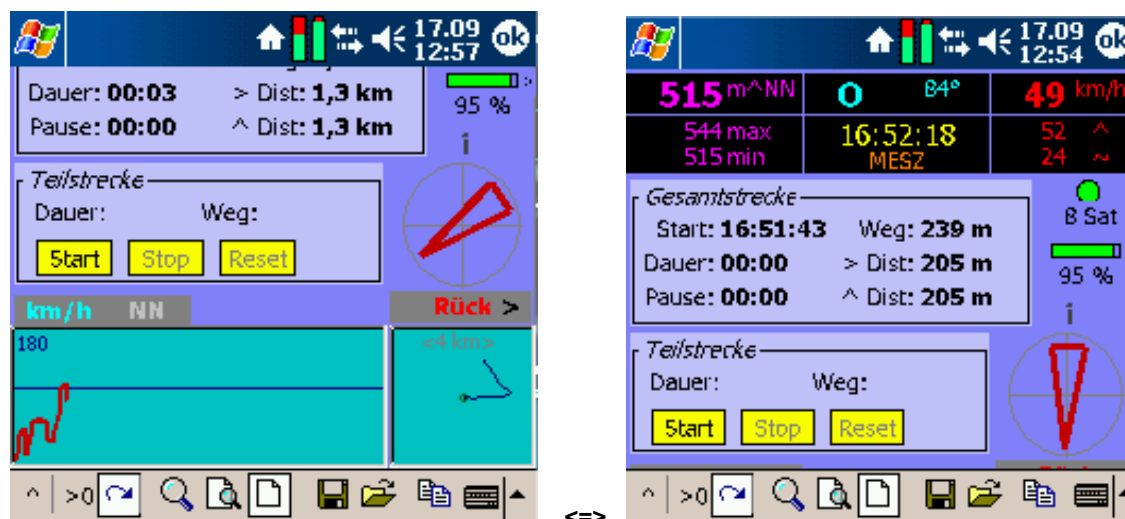 17.09
12:57
ok
Dauer: 00:03 > Dist: 1,3 km
Pause: 00:00 ^ Dist: 1,3 km
>
95 %
Teilstrecke
Dauer: Weg:
Start Stop Reset
km/h NN
Rück >
180
<4 km>
^ >0
<=>
17.09
12:54
ok
515 m^NN
O 84°
49 km/h
544 max
515 min
16:52:18
MESZ
52 ^
24 ~
Gesamtstrecke
Start: 16:51:43 Weg: 239 m
Dauer: 00:00 > Dist: 205 m
Pause: 00:00 ^ Dist: 205 m
8 Sat
95 %
Teilstrecke
Dauer: Weg:
Start Stop Reset
^ >0